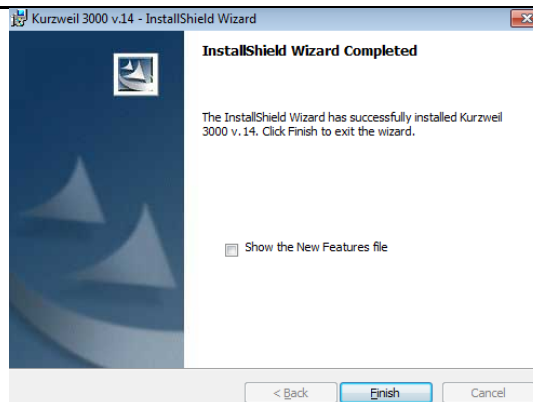 Kurzweil 3000 v.14 - InstallShield Wizard
InstallShield Wizard Completed
The InstallShield Wizard has successfully installed Kurzweil
3000 v.14. Click Finish to exit the wizard.
Show the New Features file
< Back
Finish
Cancel